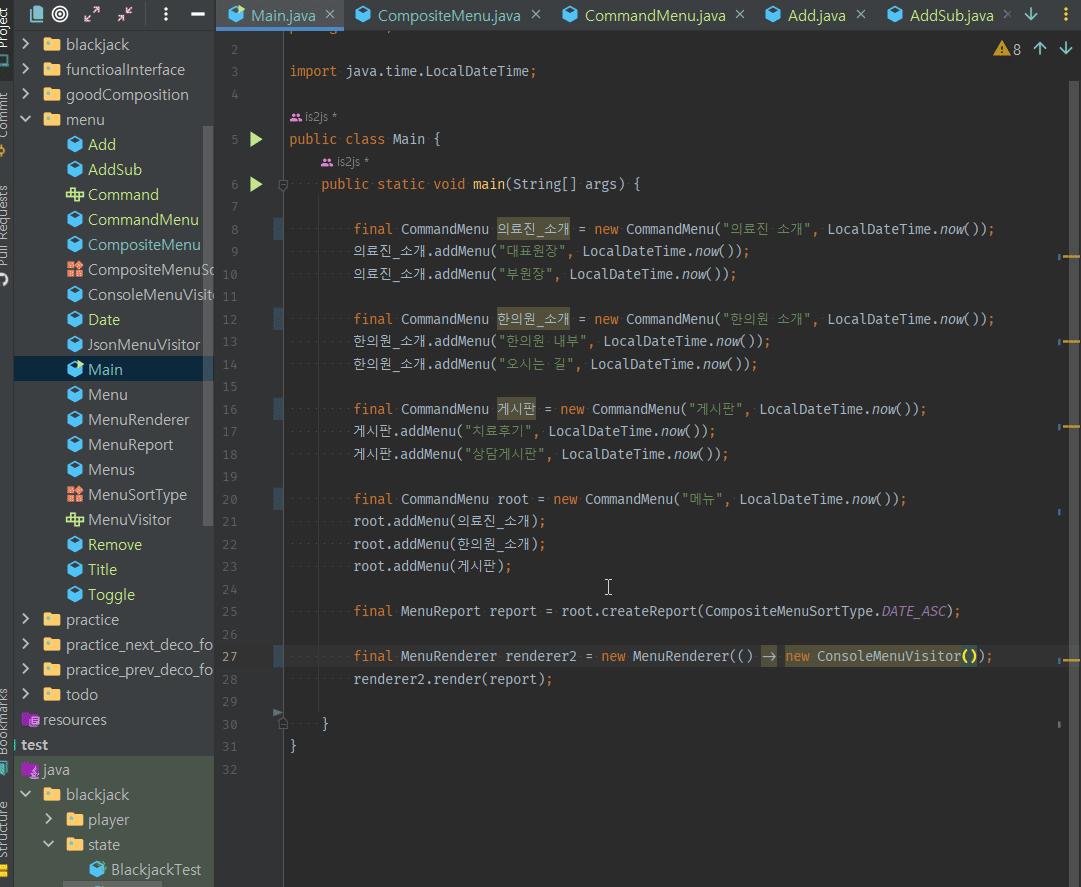 Main.java
CompositeMenu.java
CommandMenu.java
Add.java
AddSub.java
Project
Commit
Pull Requests
Bookmarks
Structure
blackjack
functioallnterface
goodComposition
menu
Add
AddSub
Command
CommandMenu
CompositeMenu
CompositeMenuSo
ConsoleMenuVisit
Date
JsonMenuVisitor
Main
Menu
MenuRenderer
MenuReport
Menus
MenuSortType
MenuVisitor
Remove
Title
Toggle
practice
practice_next_deco_fo
practice_prev_deco_fo
todo
resources
test
java
blackjack
player
state
BlackjackTest
8
2
3 import java.time.LocalDateTime;
4
is2js *
5 public class Main {
is2js *
6 public static void main(String[] args) {
7
8 final CommandMenu 의료진_소개 = new CommandMenu("의료진 소개", LocalDateTime.now());
9 의료진_소개.addMenu("대표원장", LocalDateTime.now());
10 의료진_소개.addMenu("부원장", LocalDateTime.now());
11
12 final CommandMenu 한의원_소개 = new CommandMenu("한의원 소개", LocalDateTime.now());
13 한의원_소개.addMenu("한의원 내부", LocalDateTime.now());
14 한의원_소개.addMenu("오시는 길", LocalDateTime.now());
15
16 final CommandMenu 게시판 = new CommandMenu("게시판", LocalDateTime.now());
17 게시판.addMenu("치료후기", LocalDateTime.now());
18 게시판.addMenu("상담게시판", LocalDateTime.now());
19
20 final CommandMenu root = new CommandMenu("메뉴", LocalDateTime.now());
21 root.addMenu(의료진_소개);
22 root.addMenu(한의원_소개);
23 root.addMenu(게시판);
24
25 final MenuReport report = root.createReport(CompositeMenuSortType.DATE_ASC);
26
27 final MenuRenderer renderer2 = new MenuRenderer(() → new ConsoleMenuVisitor());
28 renderer2.render(report);
29
30 }
31 }
32